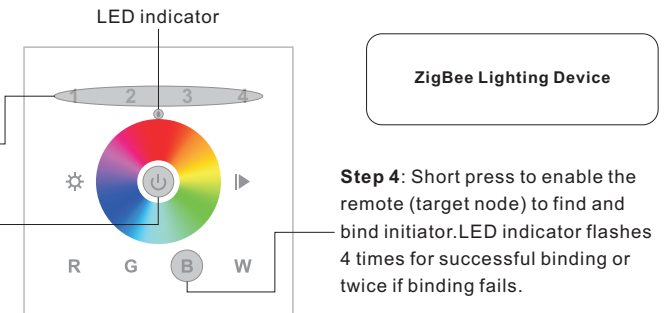 LED indicator
1 2 3 4
ZigBee Lighting Device
Step 4: Short press to enable the
remote (target node) to find and
bind initiator.LED indicator flashes
4 times for successful binding or
twice if binding fails.
R G B W